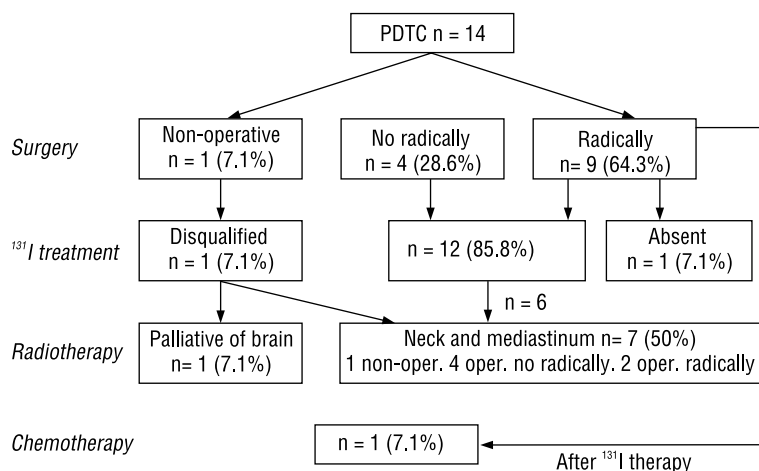 PDTC n = 14
Surgery
Non-operative
n = 1 (7.1%)
No radically
n = 4 (28.6%)
Radically
n= 9 (64.3%)
¹³¹I treatment
Disqualified
n = 1 (7.1%)
n = 12 (85.8%)
Absent
n = 1 (7.1%)
n = 6
Radiotherapy
Palliative of brain
n= 1 (7.1%)
Neck and mediastinum n= 7 (50%)
1 non-oper. 4 oper. no radically. 2 oper. radically
Chemotherapy
n = 1 (7.1%)
After ¹³¹I therapy